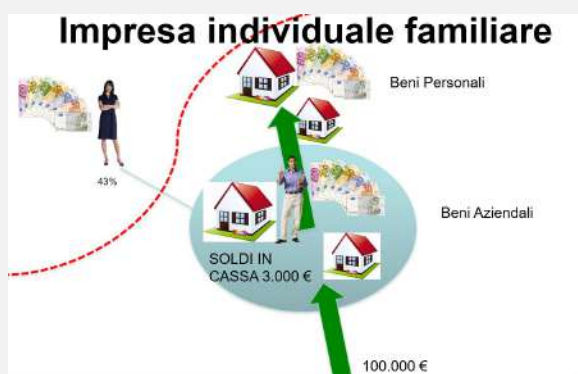 Impresa individuale familiare
Beni Personali
43%
Beni Aziendali
SOLDI IN
CASSA 3.000 €
100.000 €